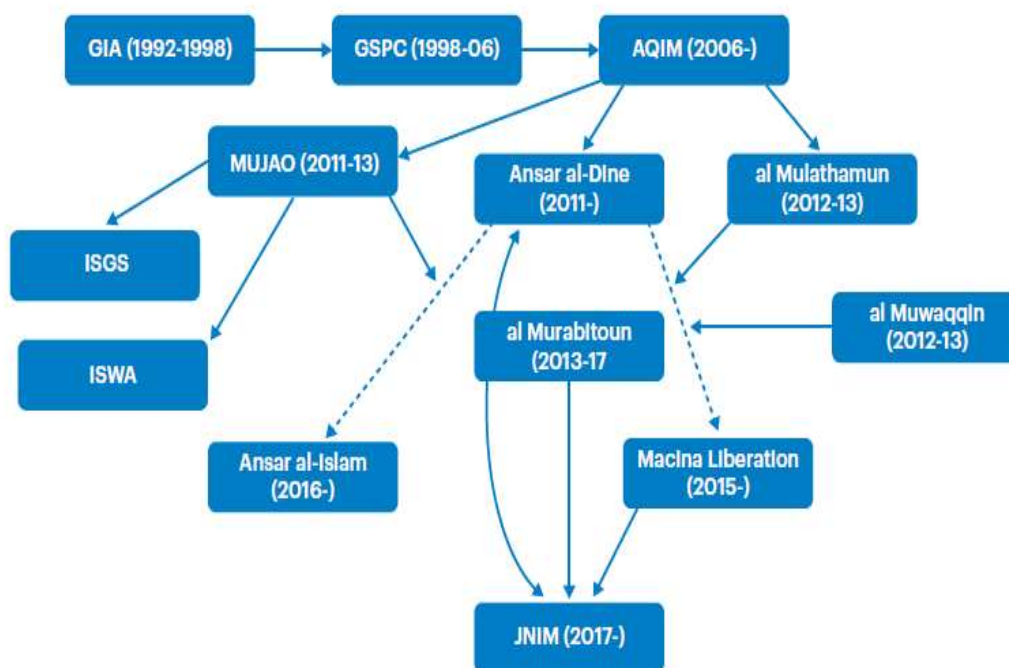 GIA (1992-1998)
GSPC (1998-06)
AQIM (2006-)
MUJAO (2011-13)
Ansar al-Dine
(2011-)
al Mulathamun
(2012-13)
ISGS
al Murabitoun
(2013-17
al Muwaqqin
(2012-13)
ISWA
Ansar al-Islam
(2016-)
Macina Liberation
(2015-)
JNIM (2017-)